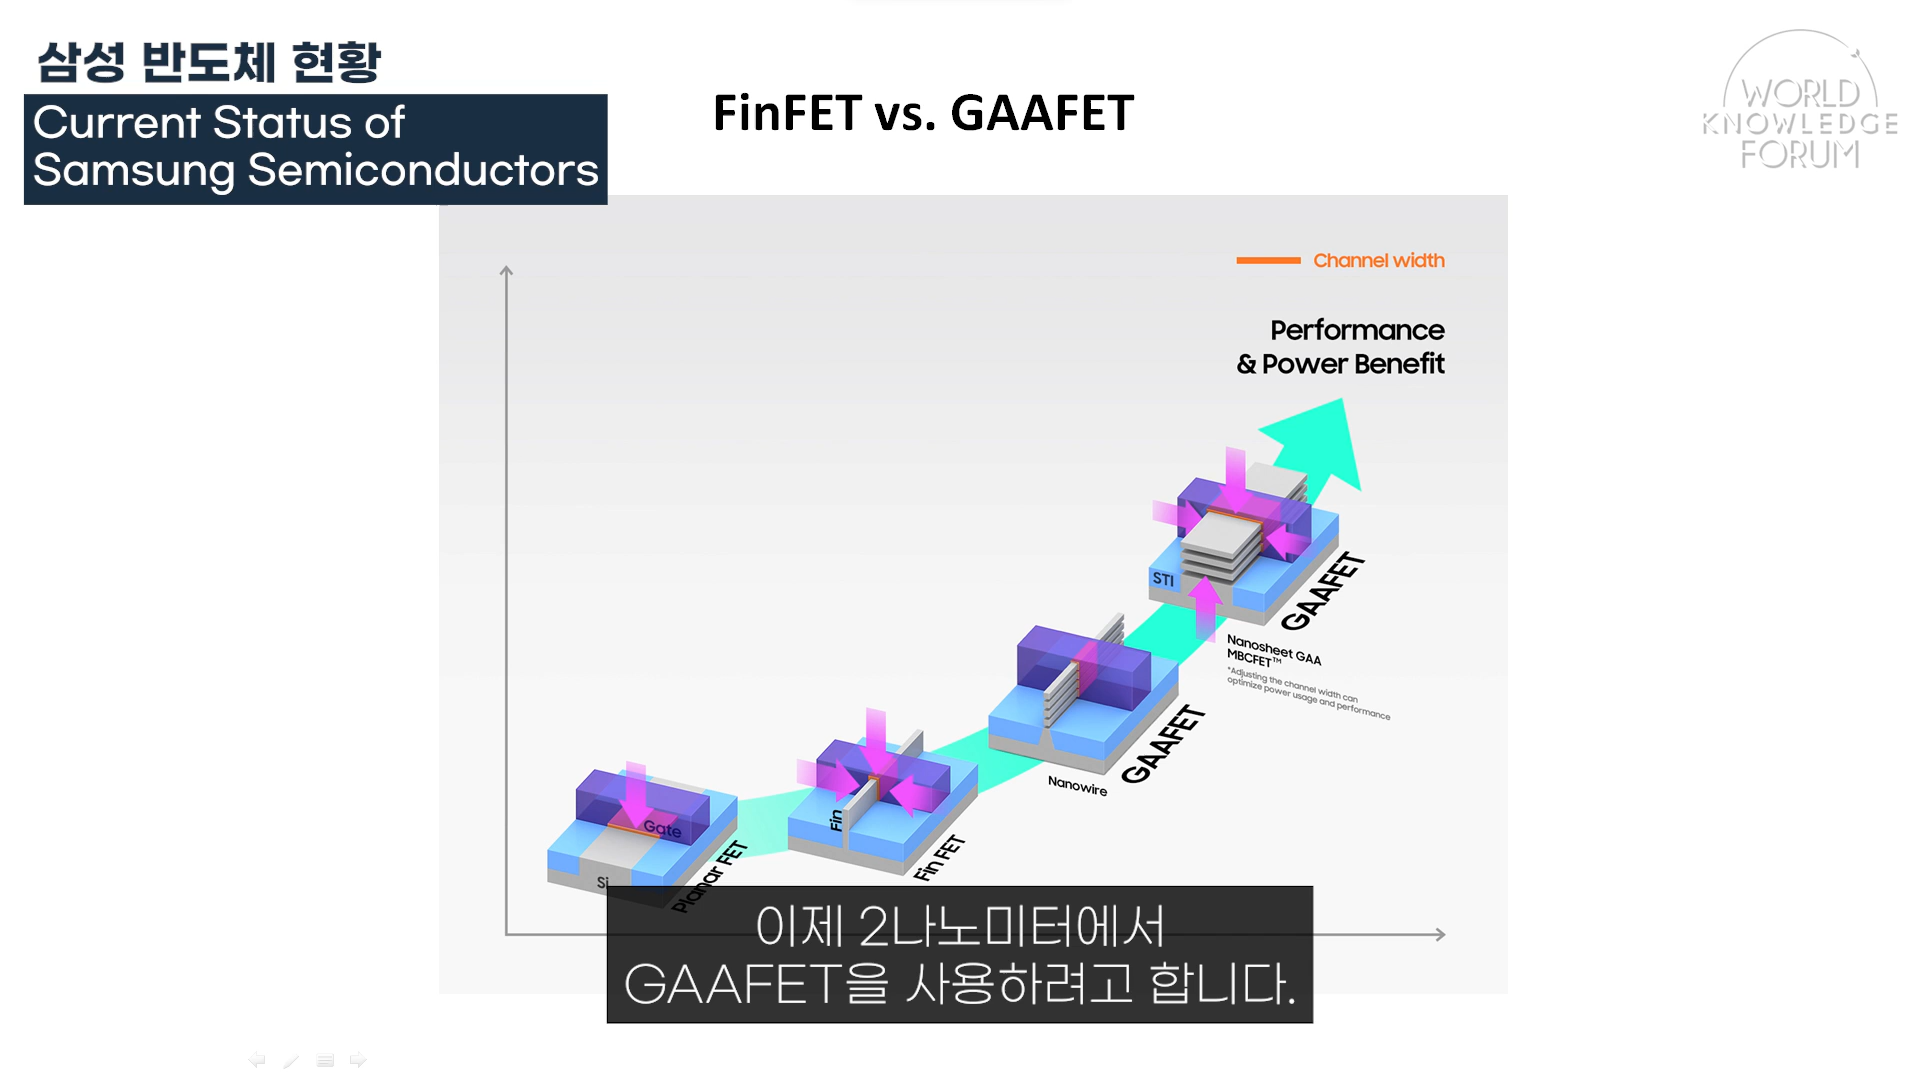 삼성 반도체 현황
Current Status of
Samsung Semiconductors
FinFET vs. GAAFET
WORLD
KNOWLEDGE
FORUM
Channel width
Performance
& Power Benefit
STI
GAAFET
Nanosheet GAA
MBCFET™
*Adjusting the channel width can
optimize power usage and performance
GAAFET
Nanowire
Fin
Fin FET
Gate
Si
Planar FET
이제 2나노미터에서
GAAFET을 사용하려고 합니다.